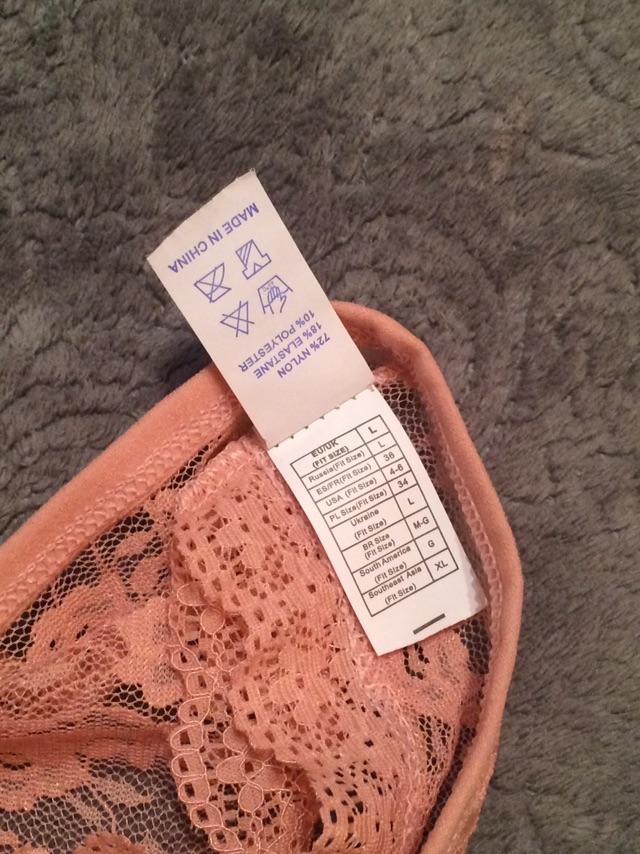 72% NYLON
18% ELASTANE
10% POLYESTER
MADE IN CHINA
EU/UK
(FIT SIZE) L
Russia(Fit Size) L
ES/FR(Fit Size) 36
USA (Fit Size) 4-6
PL Size(Fit Size) 34
Ukraine
(Fit Size) L
BR Size
(Fit Size) M-G
South America
(Fit Size) G
Southeast Asia
(Fit Size) XL